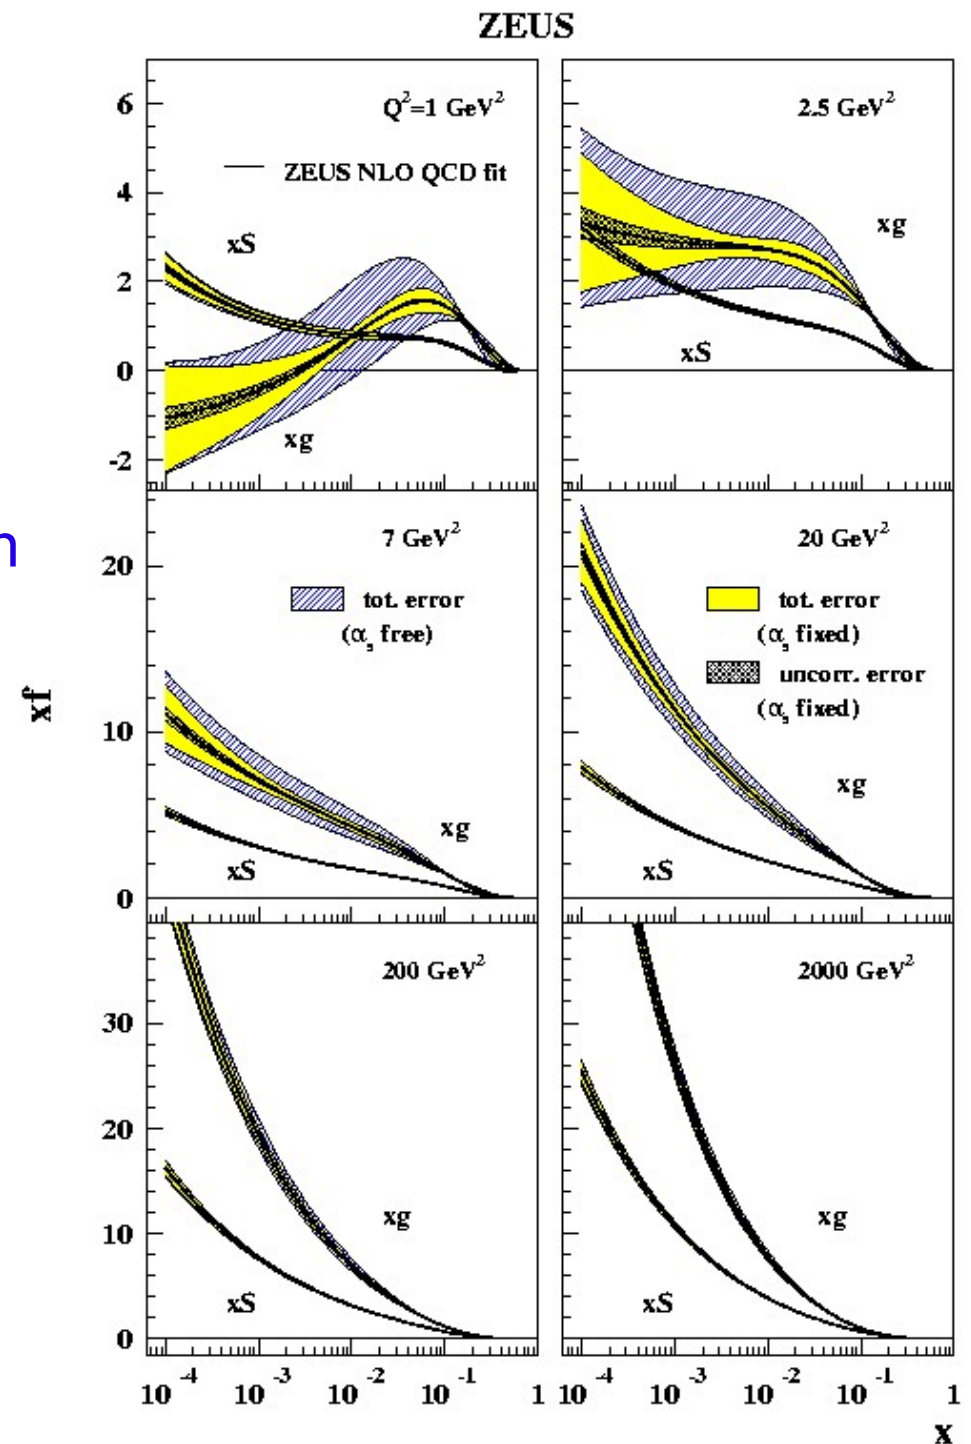 ZEUS
Q²=1 GeV²
ZEUS NLO QCD fit
xS
xg
6
4
2
0
-2
2.5 GeV²
xg
xS
n
xf
7 GeV²
tot. error
(αs free)
xg
xS
20
10
0
20 GeV²
tot. error
(αs fixed)
uncorr. error
(αs fixed)
xg
xS
200 GeV²
xg
xS
30
20
10
0
2000 GeV²
xg
xS
10⁻⁴ 10⁻³ 10⁻² 10⁻¹ 1
10⁻⁴ 10⁻³ 10⁻² 10⁻¹ 1
x